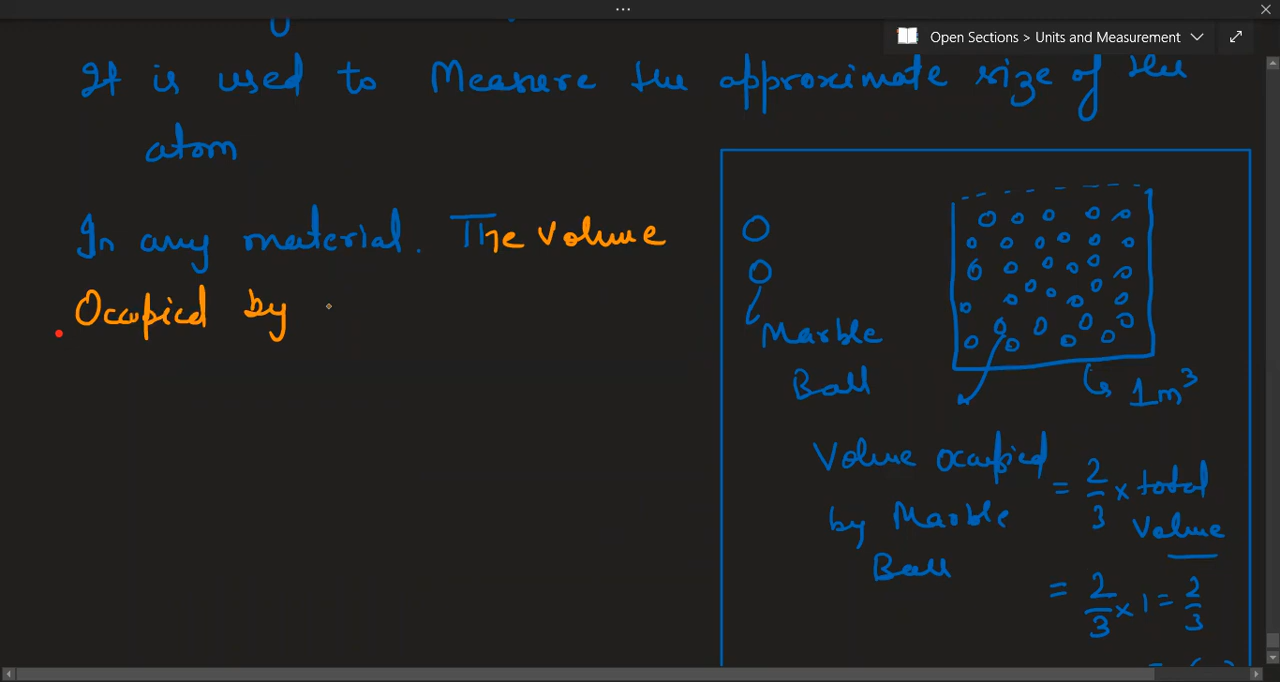 ...
Open Sections > Units and Measurement
It is used to Measure the approximate size of the
atom
In any material. The Volume
Occupied by
Marble
Ball
1m³
Volume occupied
by Marble
Ball
= 2/3 × total
Volume
= 2/3 × 1 = 2/3